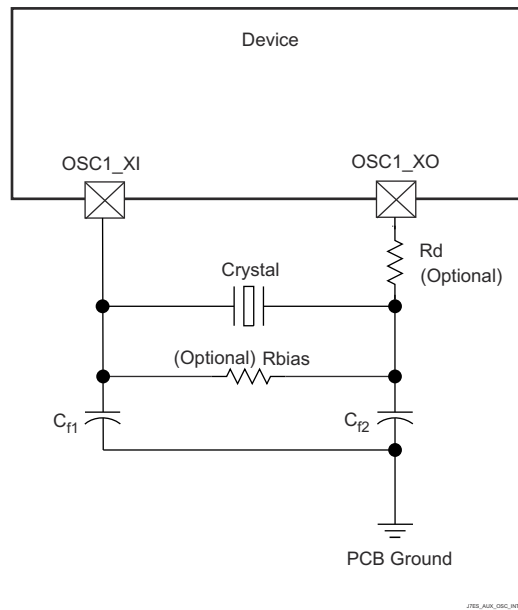 Device
OSC1_XI
OSC1_XO
Rd
(Optional)
Crystal
(Optional) Rbias
Cf1
Cf2
PCB Ground